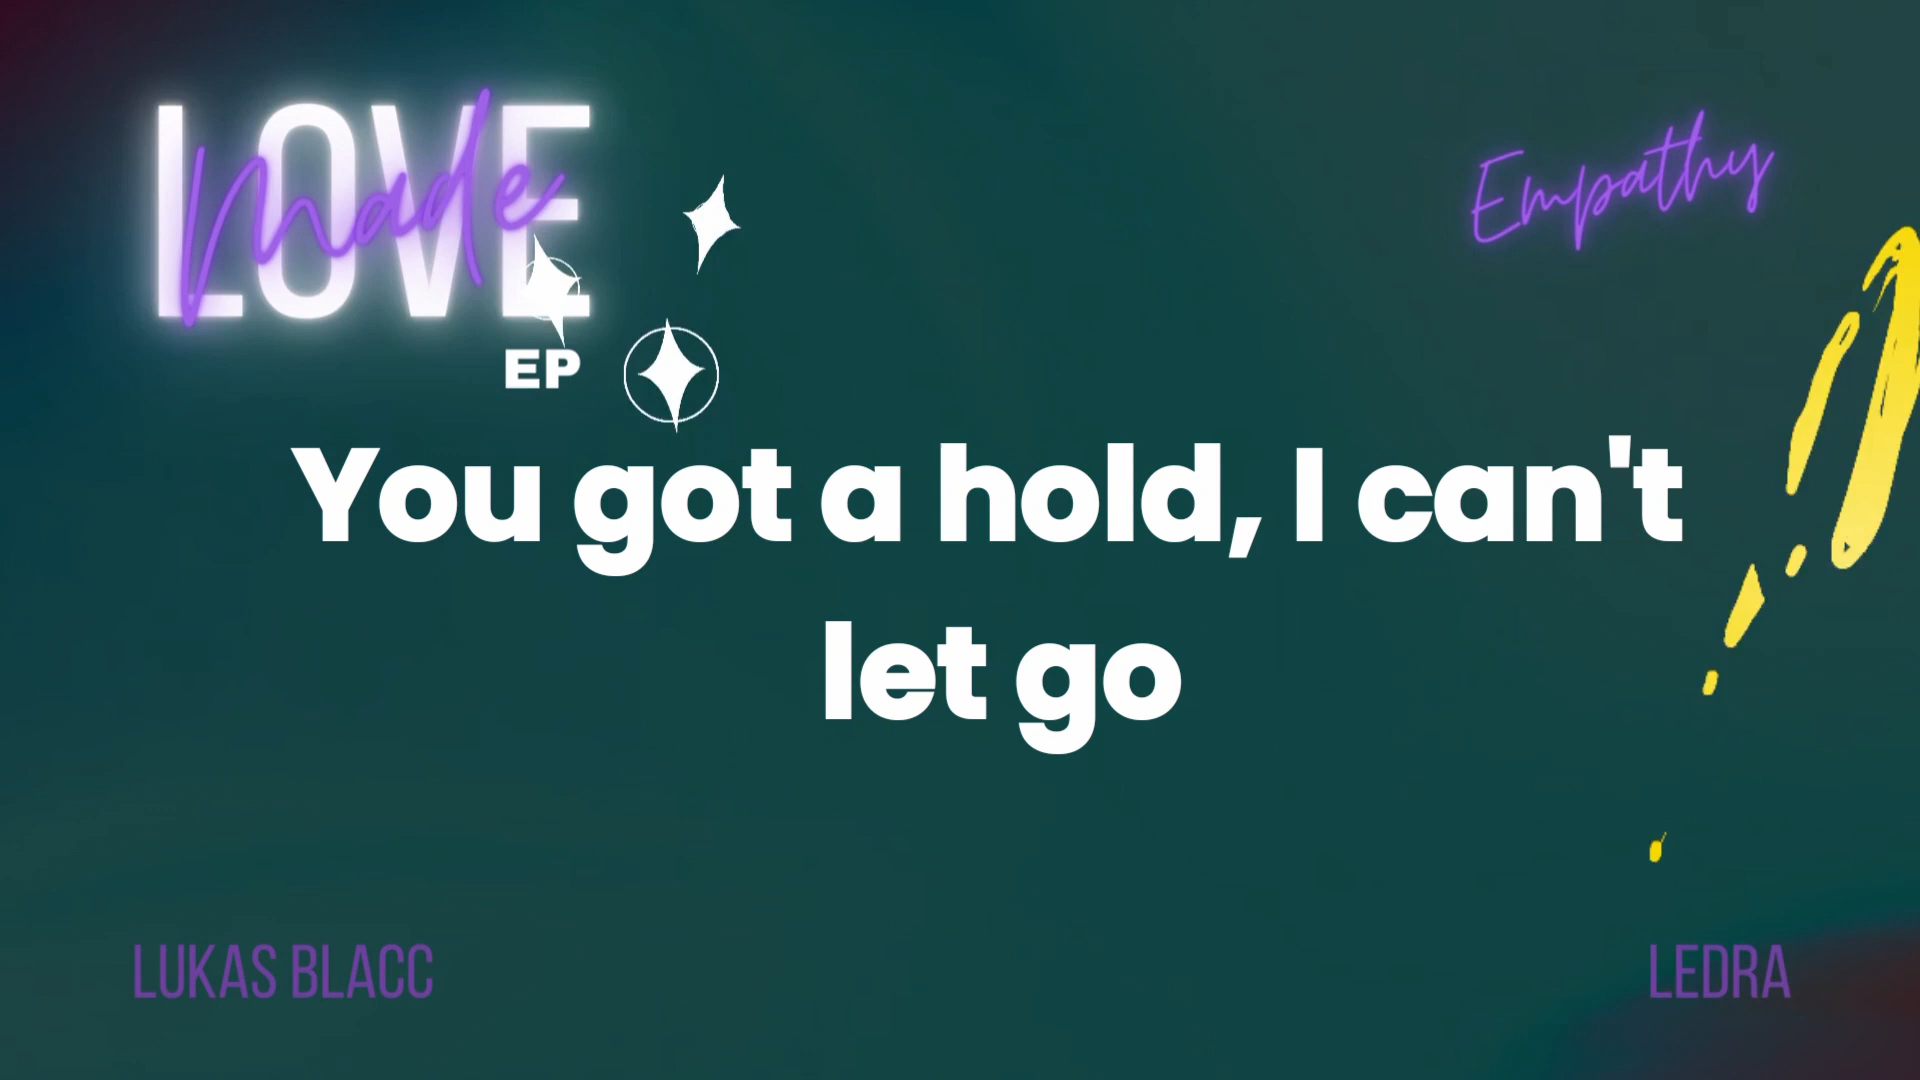 LOVE
Made
EP
Empathy
You got a hold, I can't
let go
LUKAS BLACC
LEDRA